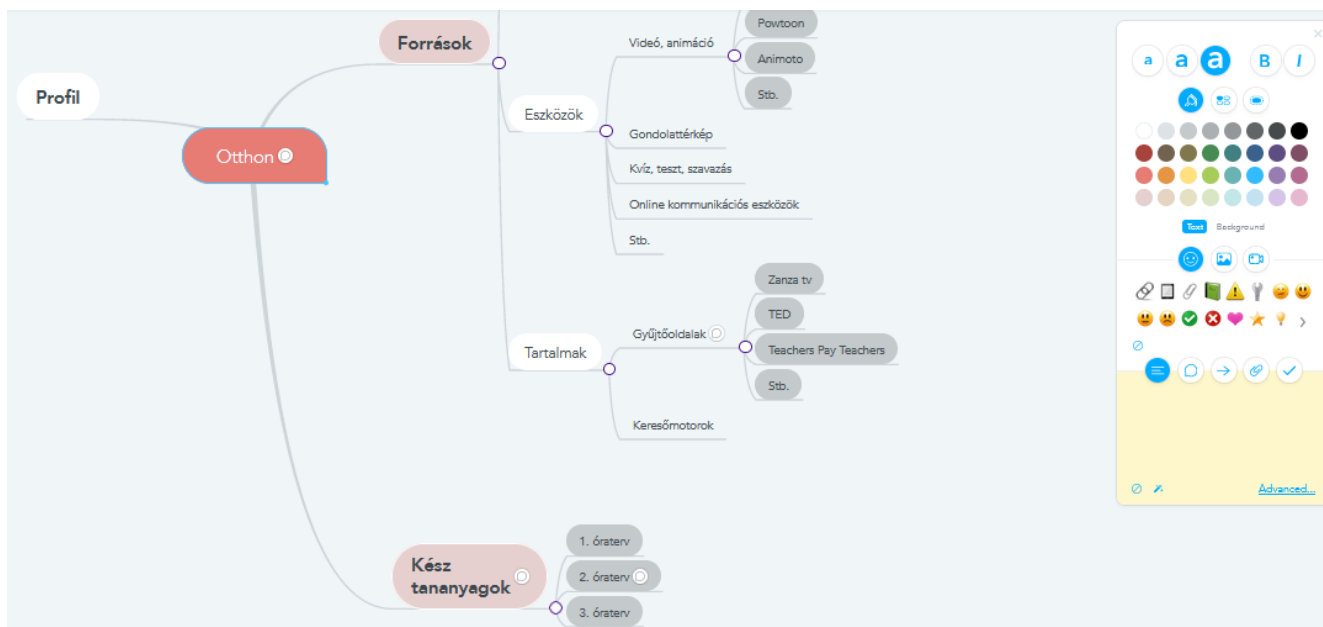 Profil
Otthon
Források
Eszközök
Videó, animáció
Powtoon
Animoto
Stb.
Gondolattérkép
Kvíz, teszt, szavazás
Online kommunikációs eszközök
Stb.
Tartalmak
Gyűjtőoldalak
Zanza tv
TED
Teachers Pay Teachers
Stb.
Keresőmotorok
Kész
tananyagok
1. óraterv
2. óraterv
3. óraterv
a a a B I
Text Background
Advanced...